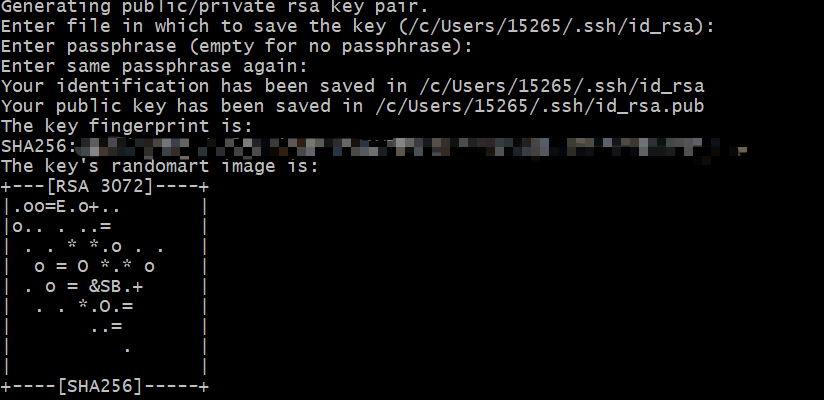 Generating public/private rsa key pair.
Enter file in which to save the key (/c/Users/15265/.ssh/id_rsa):
Enter passphrase (empty for no passphrase):
Enter same passphrase again:
Your identification has been saved in /c/Users/15265/.ssh/id_rsa
Your public key has been saved in /c/Users/15265/.ssh/id_rsa.pub
The key fingerprint is:
SHA256:
The key's randomart image is:
+---[RSA 3072]----+
|.oo=E.o+..       |
|o.. . ..=        |
| . . * *.o . .   |
|  o = O *.* o    |
| . o = &SB.+     |
|  . . *.O.=      |
|       ..=       |
|          .      |
|                 |
+----[SHA256]-----+